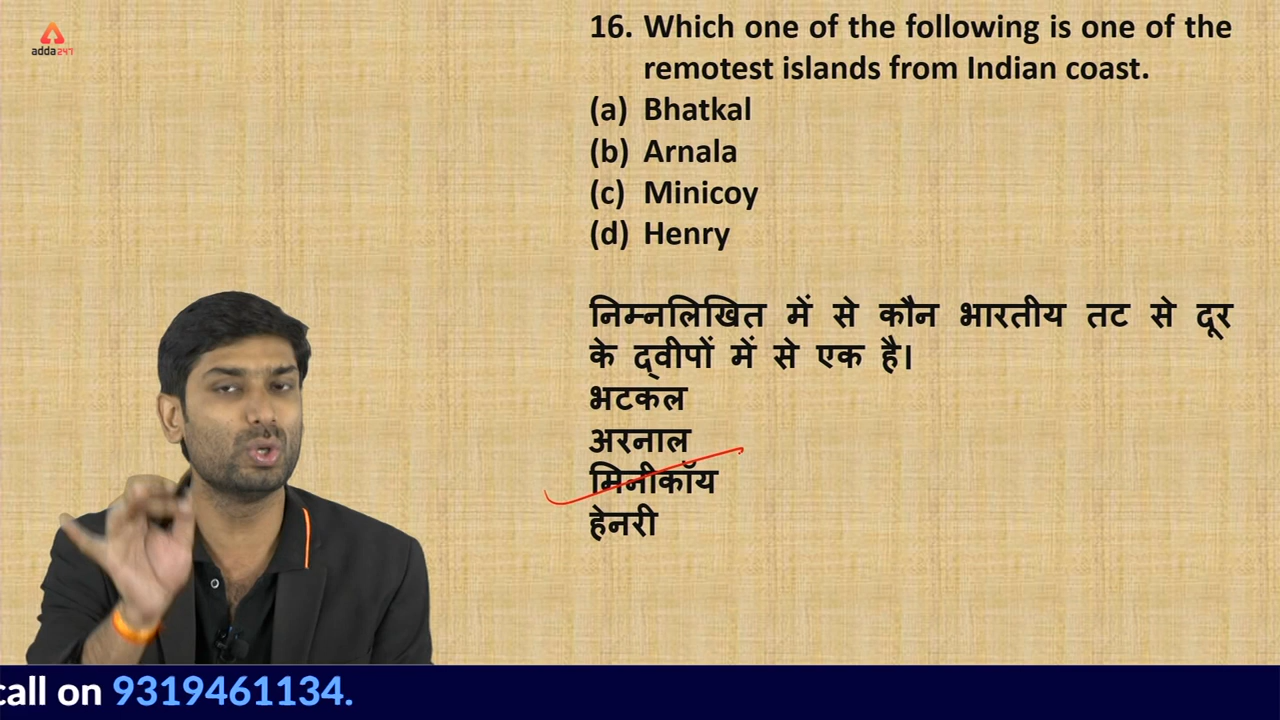 adda247
16. Which one of the following is one of the
remotest islands from Indian coast.
(a) Bhatkal
(b) Arnala
(c) Minicoy
(d) Henry
निम्नलिखित में से कौन भारतीय तट से दूर
के द्वीपों में से एक है।
भटकल
अरनाल
मिनीकॉय
हेनरी
call on 9319461134.